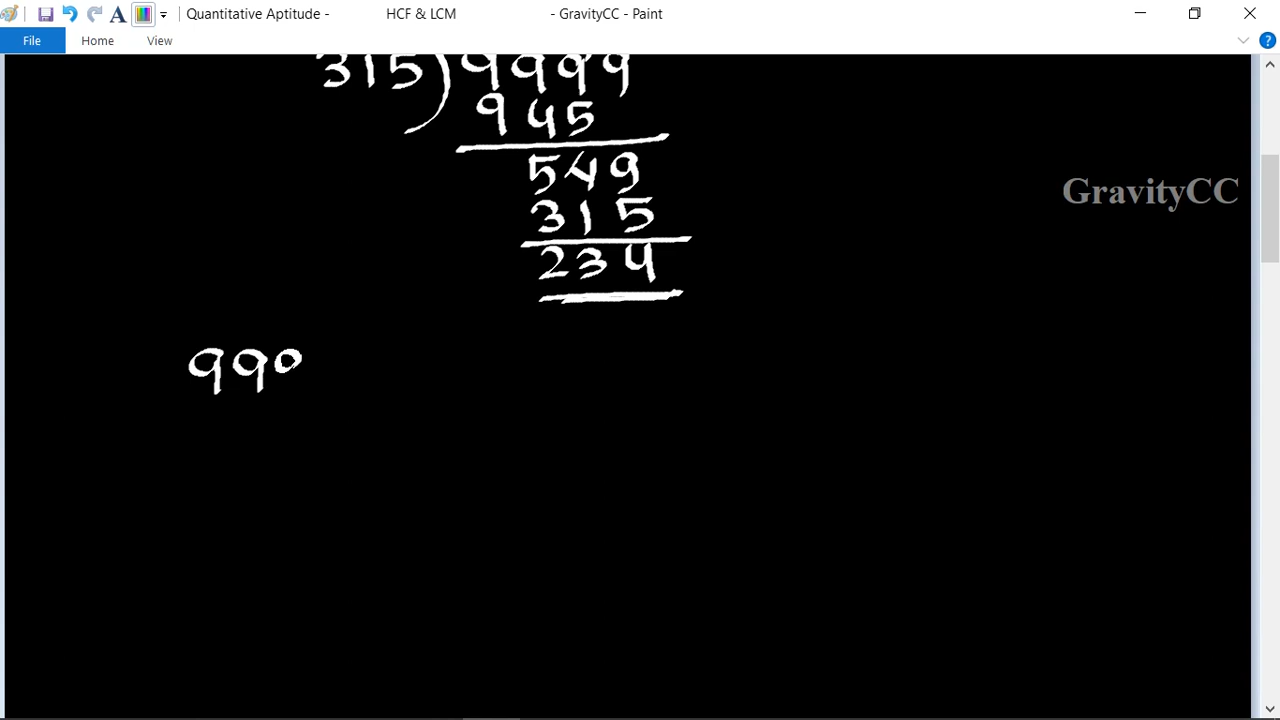 Quantitative Aptitude - HCF & LCM - GravityCC - Paint
File Home View
315)9999
945
549
GravityCC
315
234
990